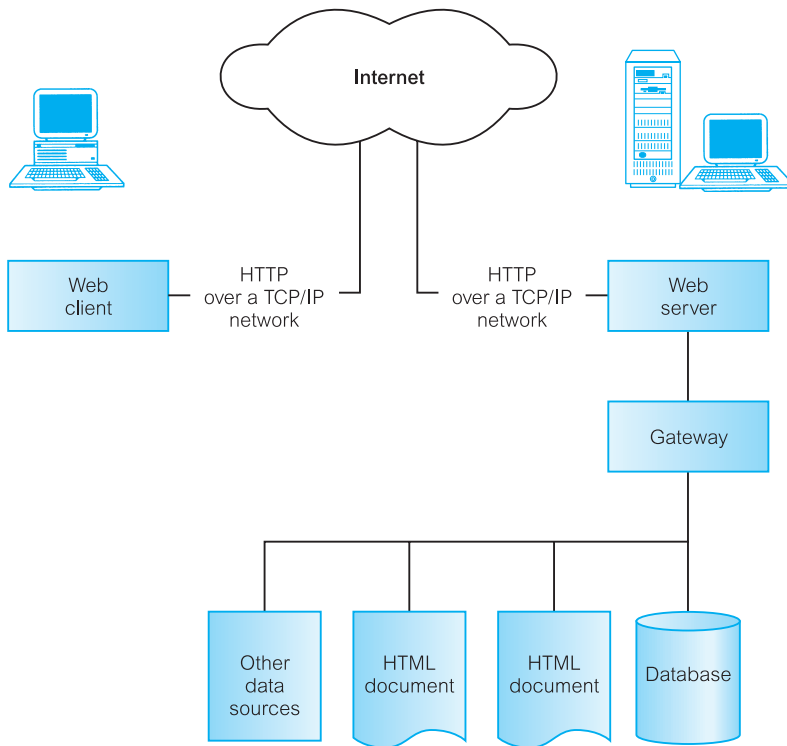 Internet
Web
client
HTTP
over a TCP/IP
network
HTTP
over a TCP/IP
network
Web
server
Gateway
Other
data
sources
HTML
document
HTML
document
Database